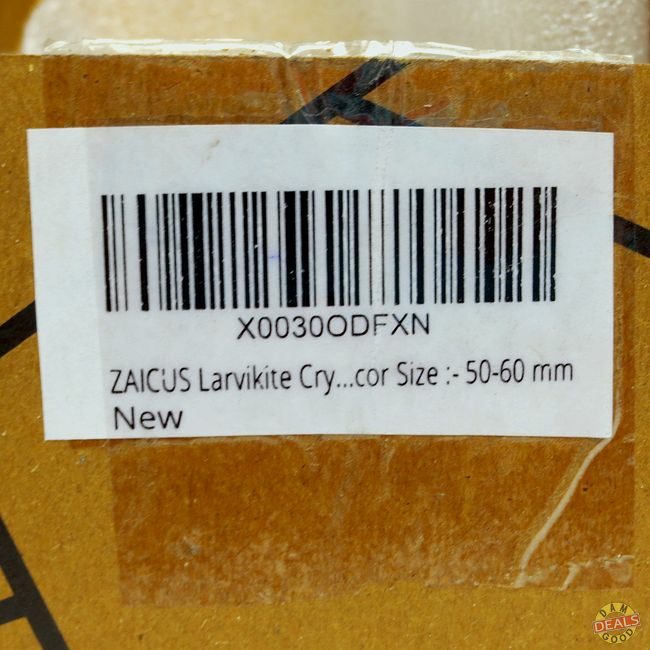 X0030ODFXN
ZAICUS Larvikite Cry...cor Size :- 50-60 mm
New
DAM
DEALS
GOOD